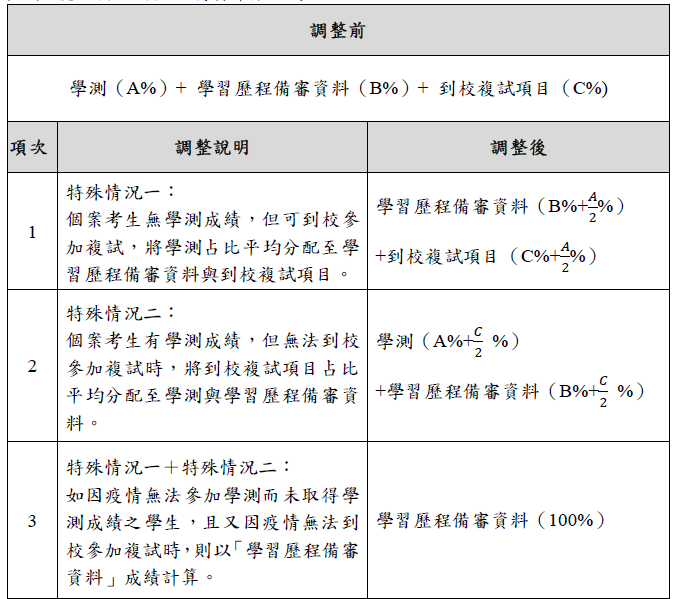 調整前
學測（A%）+ 學習歷程備審資料（B%）+ 到校複試項目（C%）
項次 調整說明 調整後
1
特殊情況一：
個案考生無學測成績，但可到校參
加複試，將學測占比平均分配至學
習歷程備審資料與到校複試項目。
學習歷程備審資料（B%+A/2%）
+到校複試項目（C%+A/2%）
2
特殊情況二：
個案考生有學測成績，但無法到校
參加複試時，將到校複試項目占比
平均分配至學測與學習歷程備審資
料。
學測（A%+C/2 %）
+學習歷程備審資料（B%+C/2 %）
3
特殊情況一＋特殊情況二：
如因疫情無法參加學測而未取得學
測成績之學生，且又因疫情無法到
校參加複試時，則以「學習歷程備審
資料」成績計算。
學習歷程備審資料（100%）